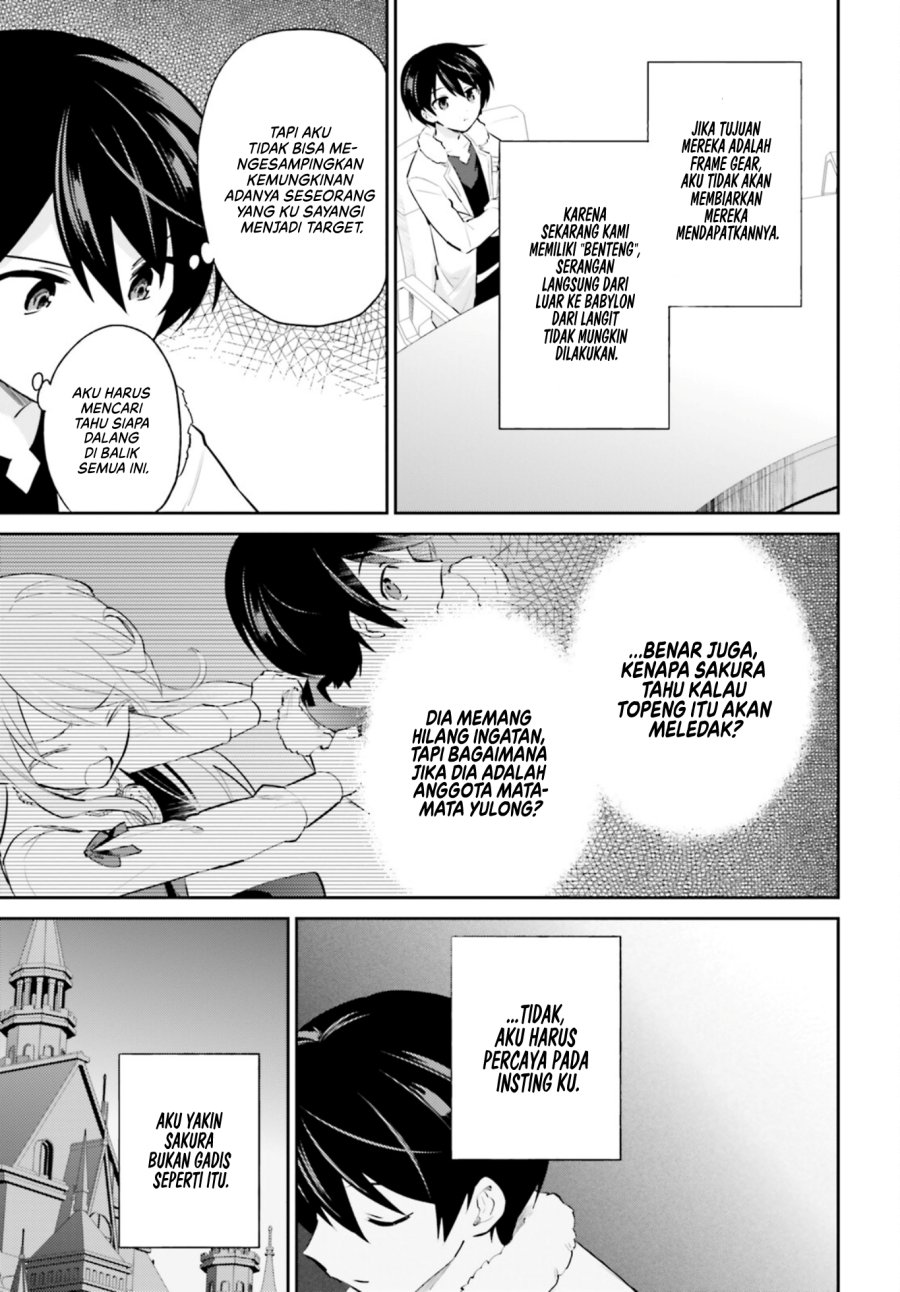 JIKA TUJUAN
MEREKA ADALAH
FRAME GEAR,
AKU TIDAK AKAN
MEMBIARKAN
MEREKA
MENDAPATKANNYA.
KARENA
SEKARANG KAMI
MEMILIKI "BENTENG",
SERANGAN
LANGSUNG DARI
LUAR KE BABYLON
DARI LANGIT
TIDAK MUNGKIN
DILAKUKAN.
TAPI AKU
TIDAK BISA ME-
NGESAMPINGKAN
KEMUNGKINAN
ADANYA SESEORANG
YANG KU SAYANGI
MENJADI TARGET.
AKU HARUS
MENCARI
TAHU SIAPA
DALANG
DI BALIK
SEMUA INI.
...BENAR JUGA,
KENAPA SAKURA
TAHU KALAU
TOPENG ITU AKAN
MELEDAK?
DIA MEMANG
HILANG INGATAN,
TAPI BAGAIMANA
JIKA DIA ADALAH
ANGGOTA MATA-
MATA YULONG?
...TIDAK,
AKU HARUS
PERCAYA PADA
INSTING KU.
AKU YAKIN
SAKURA
BUKAN GADIS
SEPERTI ITU.